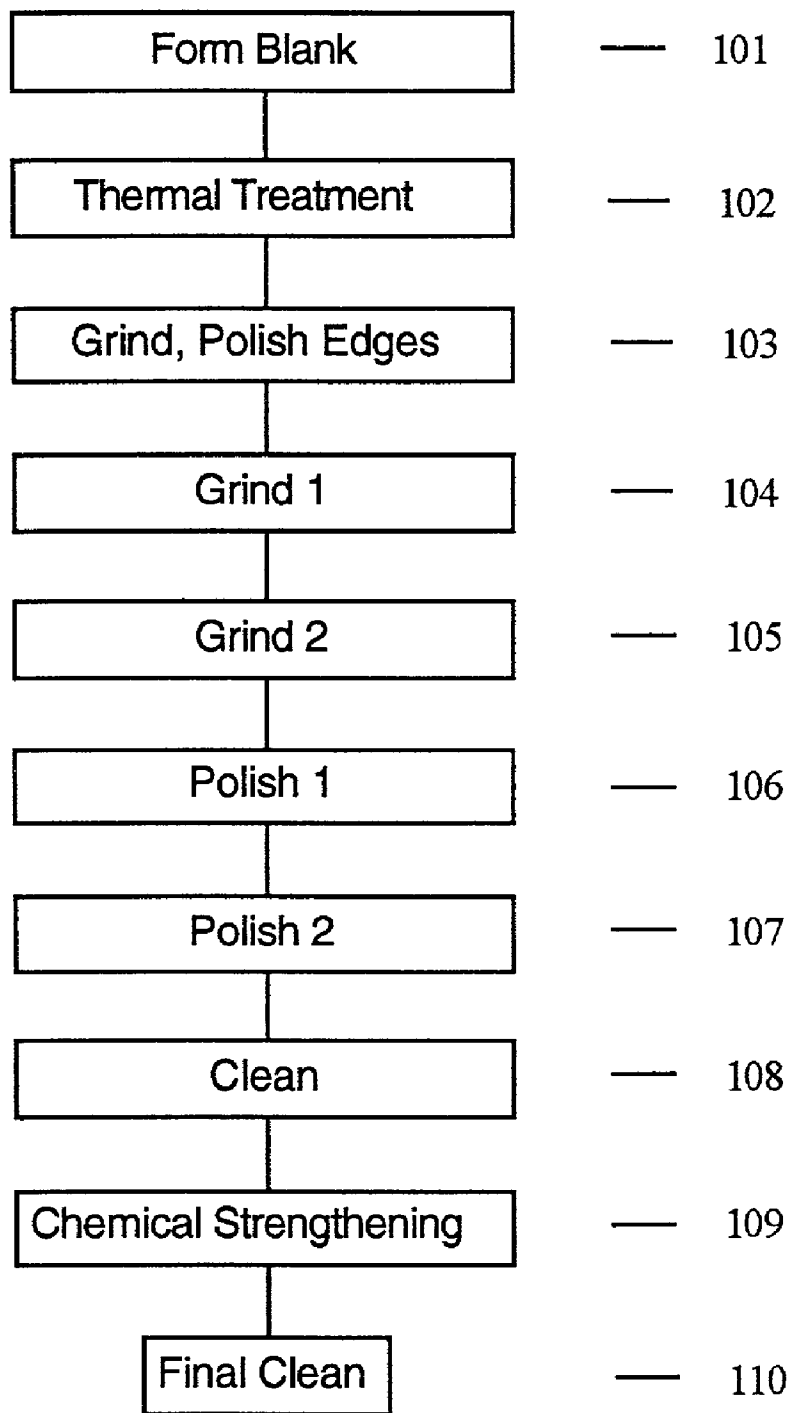 Form Blank 101
Thermal Treatment 102
Grind, Polish Edges 103
Grind 1 104
Grind 2 105
Polish 1 106
Polish 2 107
Clean 108
Chemical Strengthening 109
Final Clean 110